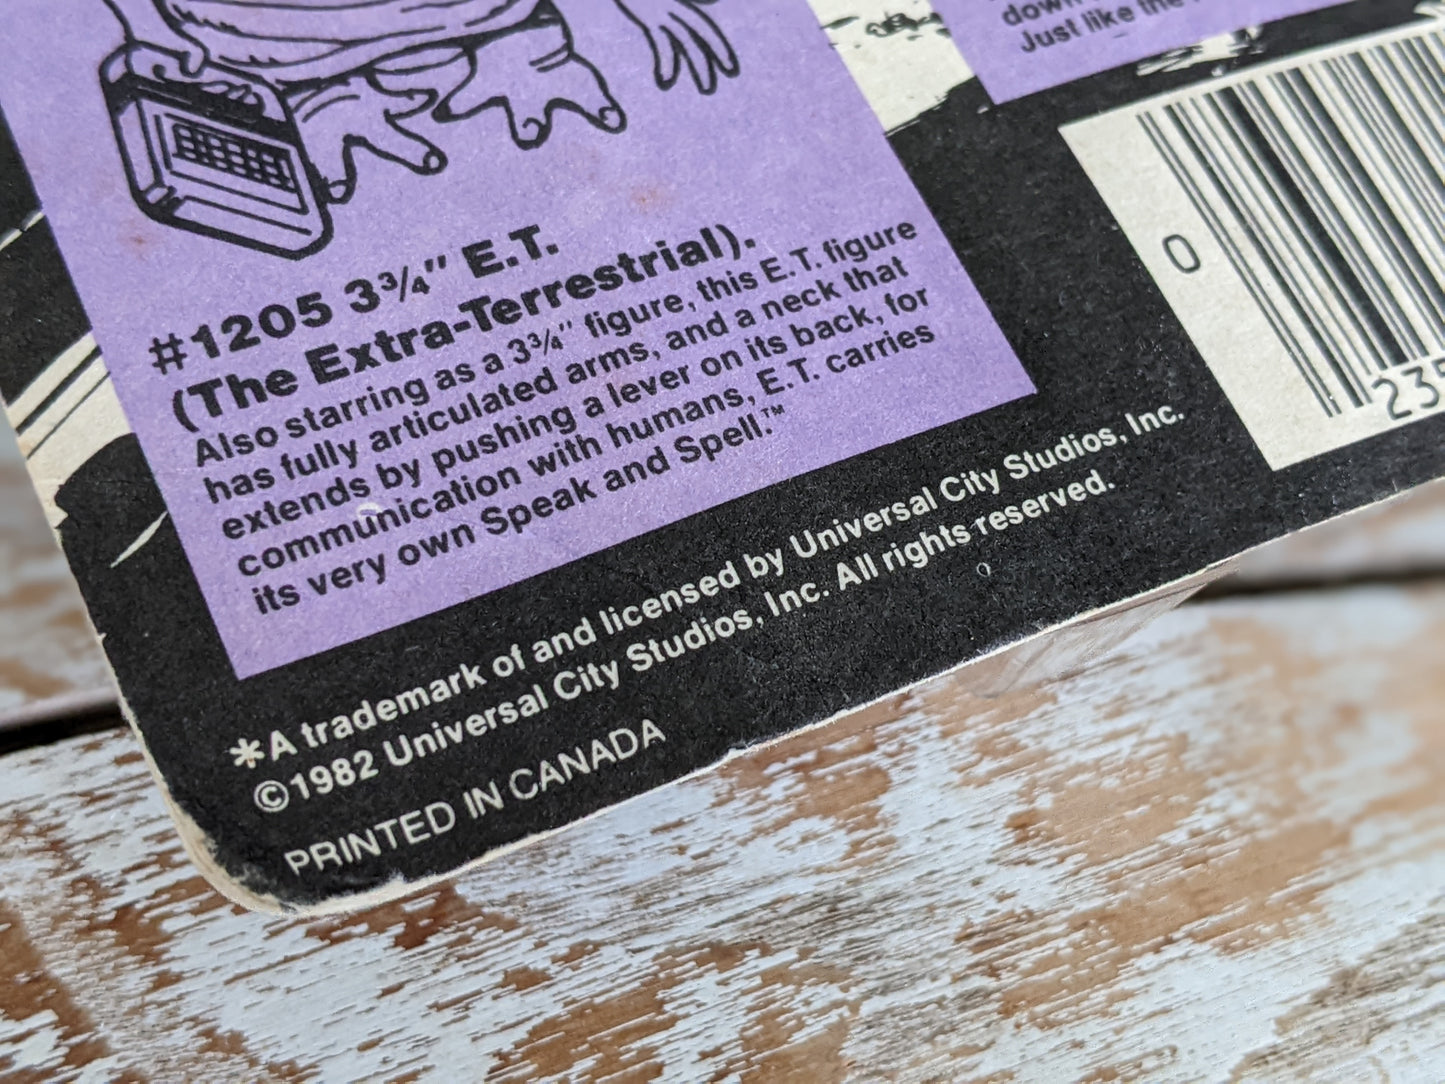 down
Just like the
#1205 3¾" E.T.
(The Extra-Terrestrial).
Also starring as a 3¾" figure, this E.T. figure
has fully articulated arms, and a neck that
extends by pushing a lever on its back, for
communication with humans, E.T. carries
its very own Speak and Spell.™
0
23
*A trademark of and licensed by Universal City Studios, Inc.
©1982 Universal City Studios, Inc. All rights reserved.
PRINTED IN CANADA